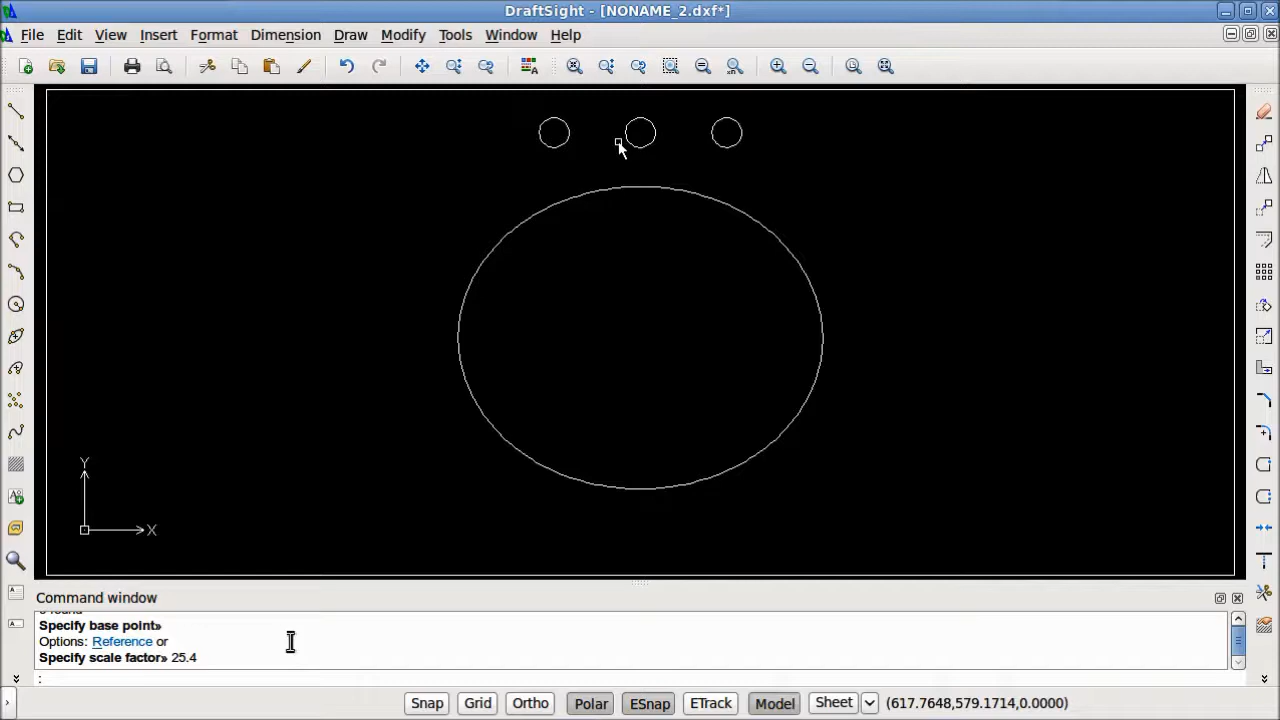 DraftSight - [NONAME_2.dxf*]
File Edit View Insert Format Dimension Draw Modify Tools Window Help
Y
X
Command window
Specify base point»
Options: Reference or
Specify scale factor» 25.4
:
Snap Grid Ortho Polar ESnap ETrack Model Sheet (617.7648,579.1714,0.0000)